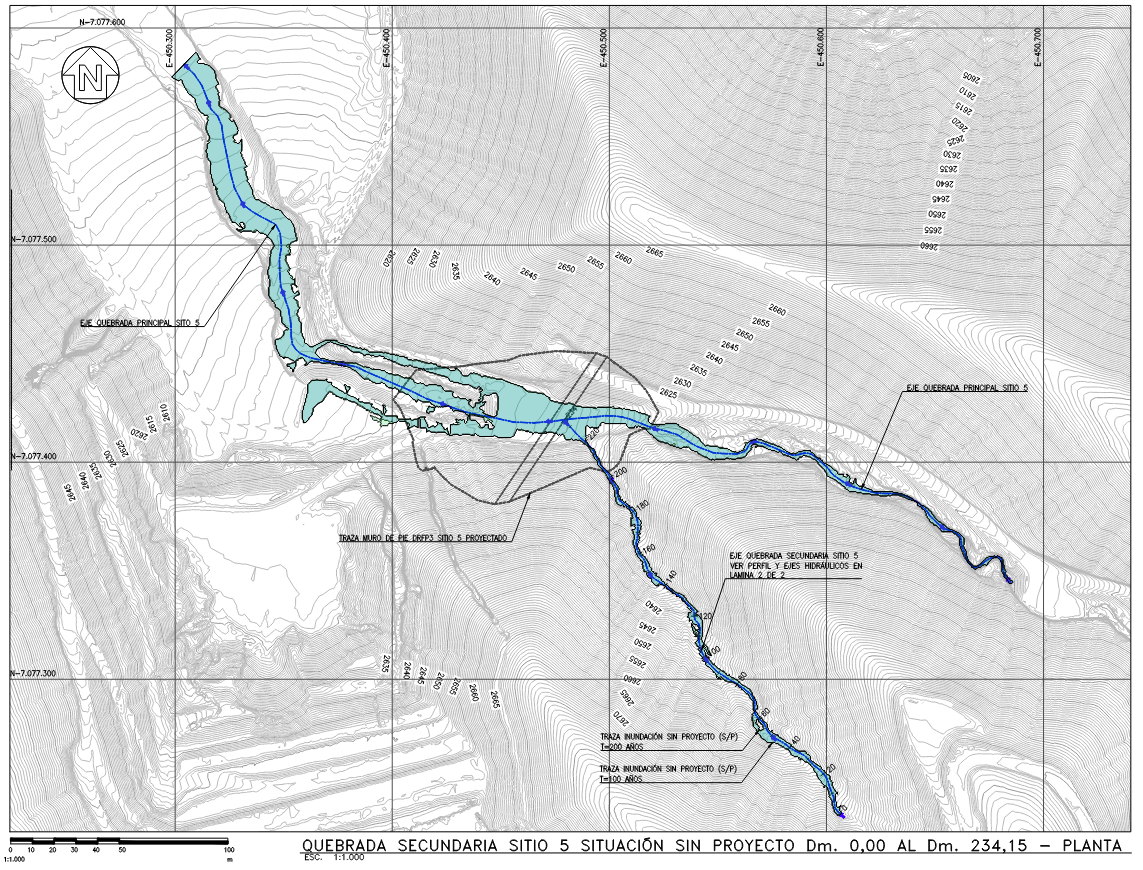 N-7.077.600
E-450.300
E-450.400
E-450.500
E-450.600
E-450.700
N
2605
2610
2615
2620
2625
2630
2635
2640
2645
2650
2655
2660
N-7.077.500
2620
2625
2630
2635
2640
2645
2650
2655
2660
2665
EJE QUEBRADA PRINCIPAL SITO 5
2660
2655
2650
2645
2640
2635
2630
2625
EJE QUEBRADA PRINCIPAL SITIO 5
2610
2615
2620
2625
2635
2640
2645
N-7.077.400
220
200
180
160
140
120
100
80
60
40
20
0
TRAZA MURO DE PIE DRFP3 SITIO 5 PROYECTADO
EJE QUEBRADA SECUNDARIA SITIO 5
VER PERFIL Y EJES HIDRÁULICOS EN
LAMINA 2 DE 2
2640
2645
2650
2655
2660
2665
2670
N-7.077.300
2635
2640
2645
2650
2655
2660
2665
TRAZA INUNDACIÓN SIN PROYECTO (S/P)
T=200 AÑOS
TRAZA INUNDACIÓN SIN PROYECTO (S/P)
T=100 AÑOS
0 10 20 30 40 50 100
1:1.000 m
QUEBRADA SECUNDARIA SITIO 5 SITUACIÓN SIN PROYECTO Dm. 0,00 AL Dm. 234,15 – PLANTA
ESC. 1:1.000